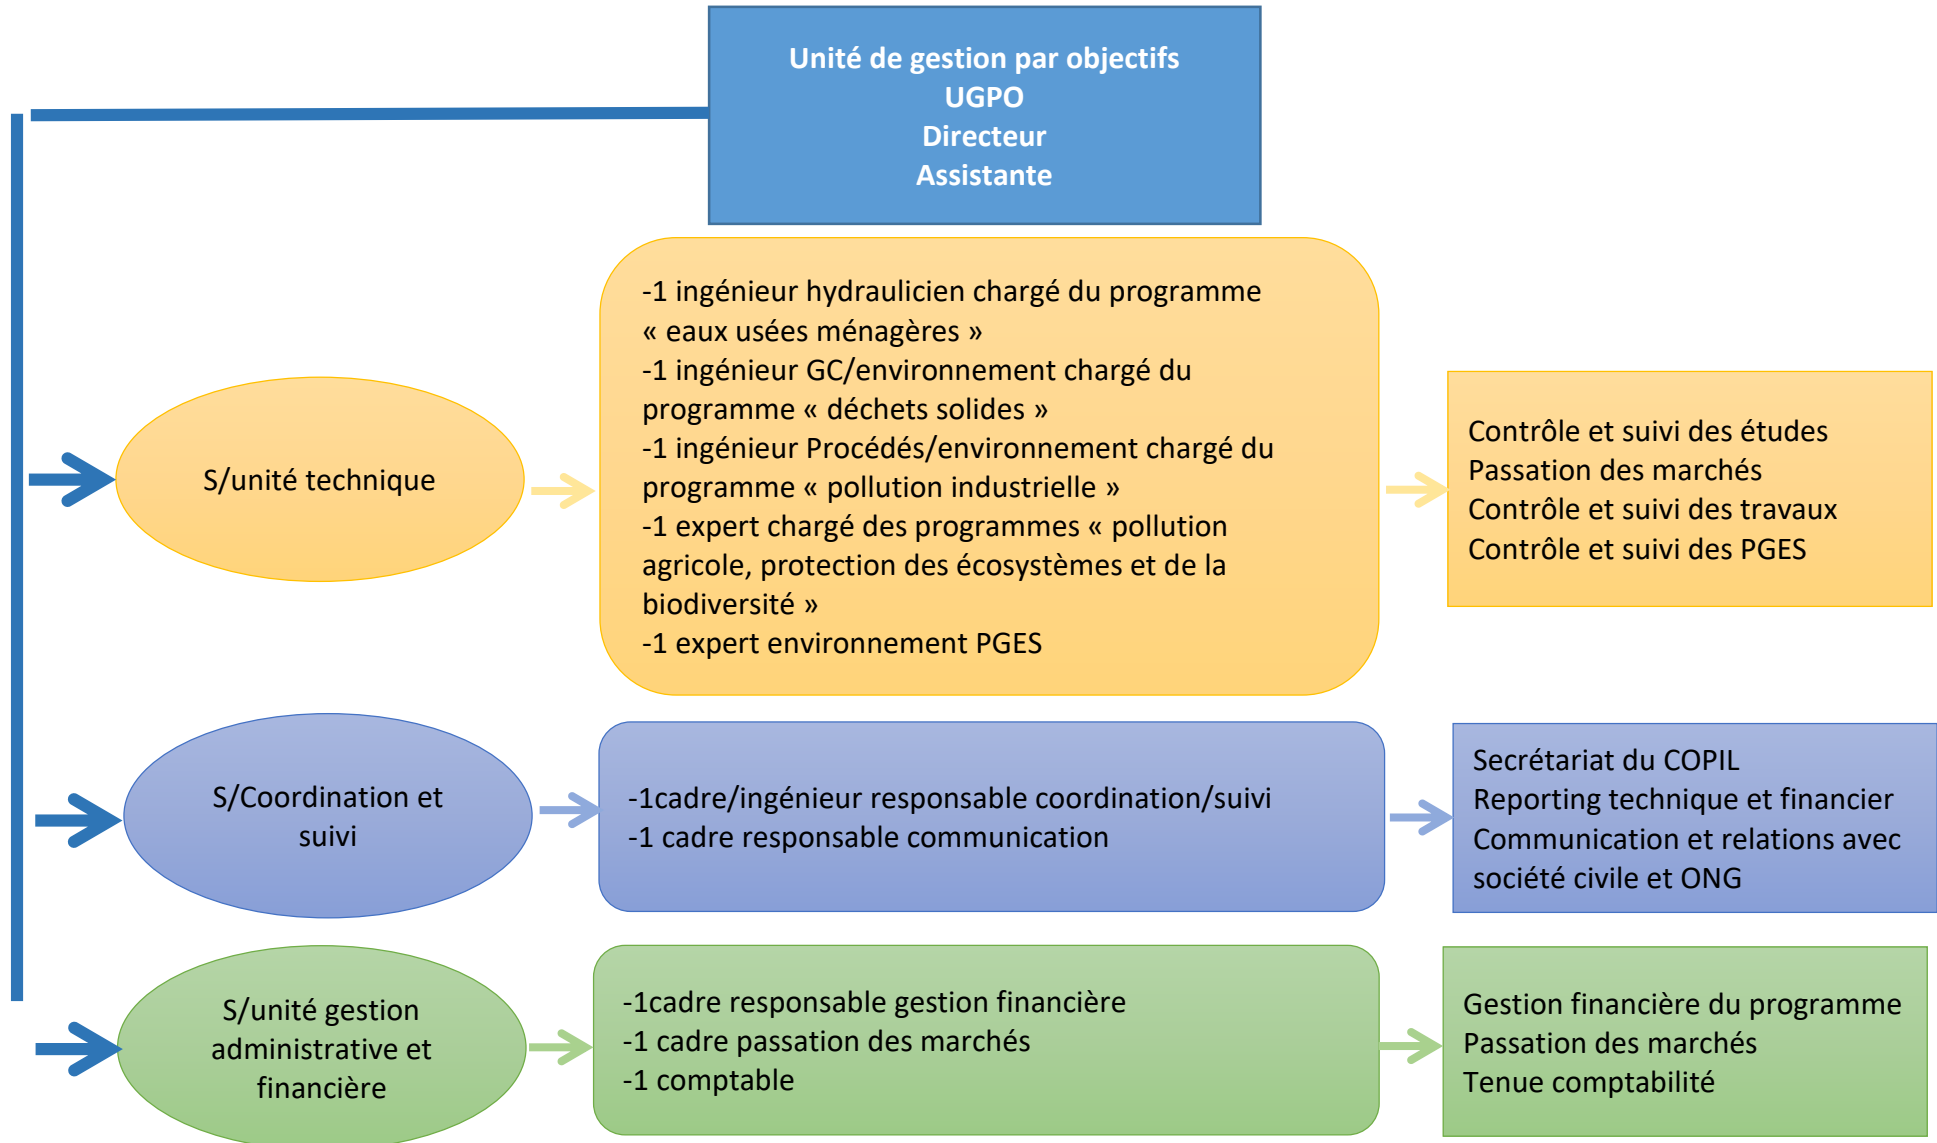 Unité de gestion par objectifs
UGPO
Directeur
Assistante
S/unité technique
-1 ingénieur hydraulicien chargé du programme
« eaux usées ménagères »
-1 ingénieur GC/environnement chargé du
programme « déchets solides »
-1 ingénieur Procédés/environnement chargé du
programme « pollution industrielle »
-1 expert chargé des programmes « pollution
agricole, protection des écosystèmes et de la
biodiversité »
-1 expert environnement PGES
Contrôle et suivi des études
Passation des marchés
Contrôle et suivi des travaux
Contrôle et suivi des PGES
S/Coordination et
suivi
-1cadre/ingénieur responsable coordination/suivi
-1 cadre responsable communication
Secrétariat du COPIL
Reporting technique et financier
Communication et relations avec
société civile et ONG
S/unité gestion
administrative et
financière
-1cadre responsable gestion financière
-1 cadre passation des marchés
-1 comptable
Gestion financière du programme
Passation des marchés
Tenue comptabilité